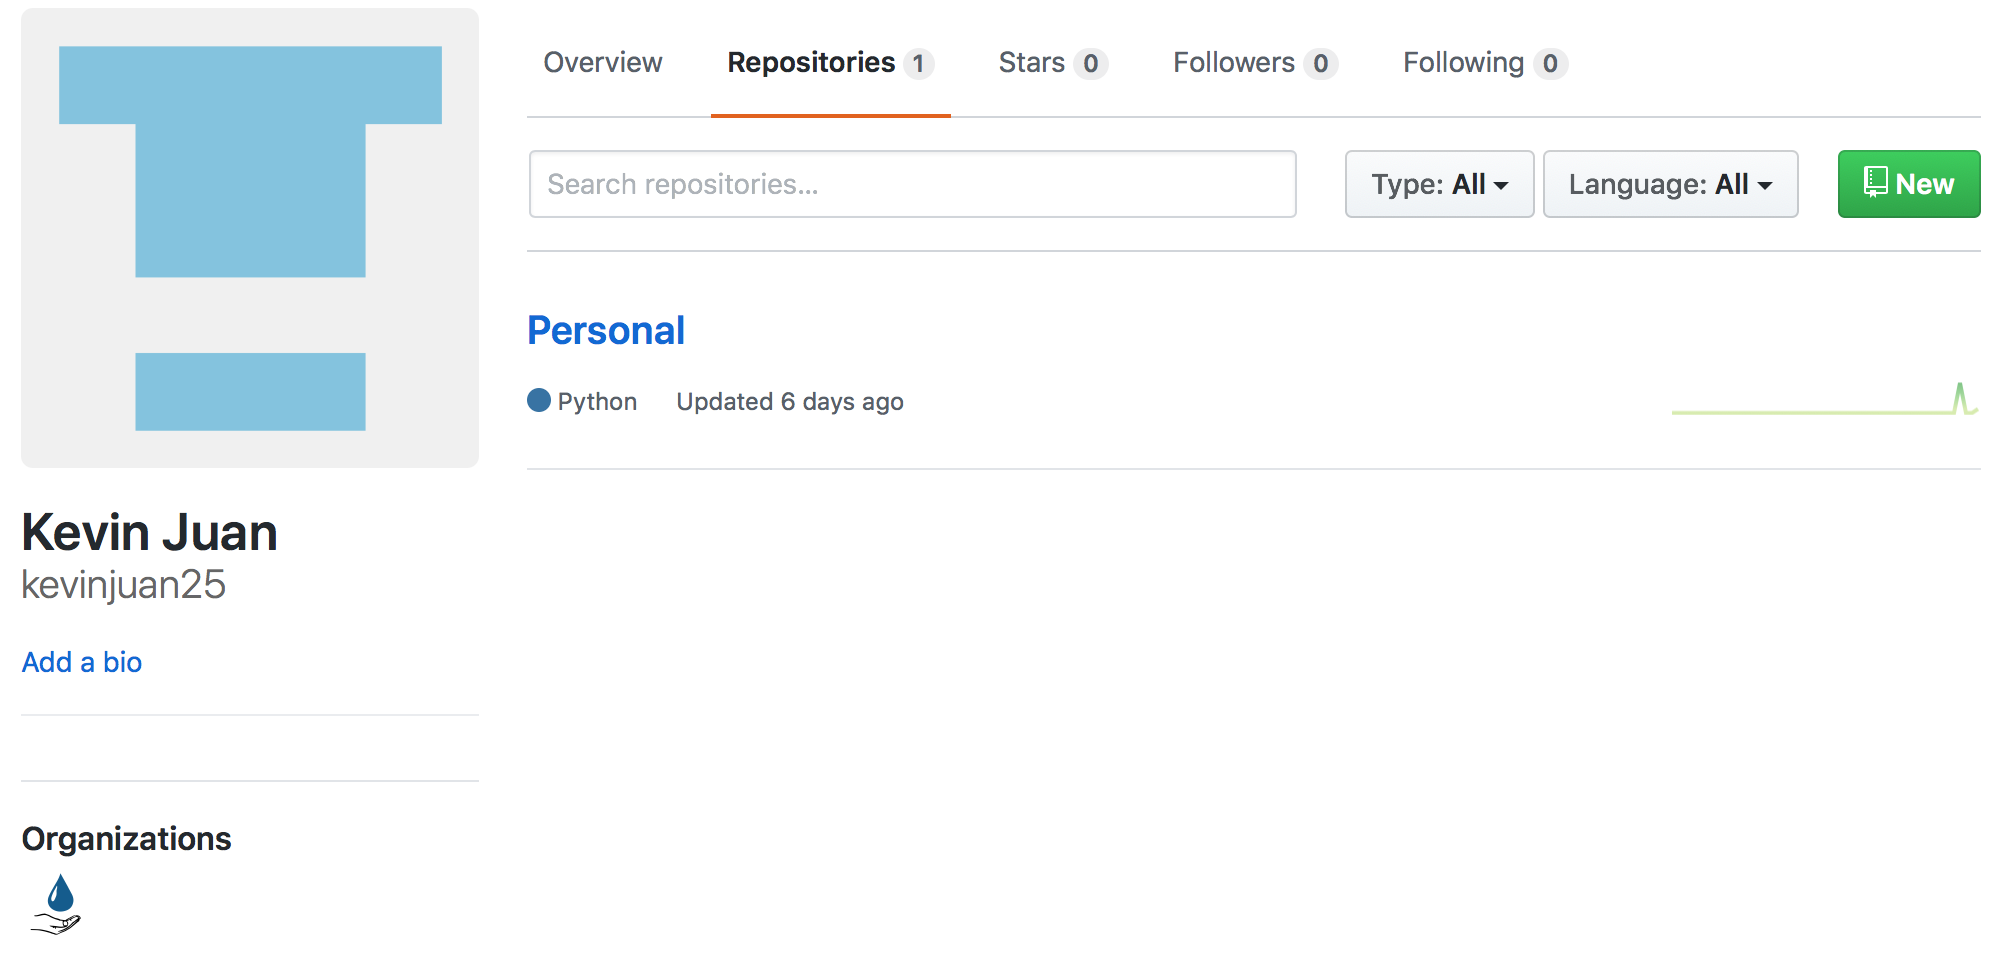 Overview Repositories 1 Stars 0 Followers 0 Following 0
Search repositories... Type: All Language: All New
Personal
Python Updated 6 days ago
Kevin Juan
kevinjuan25
Add a bio
Organizations